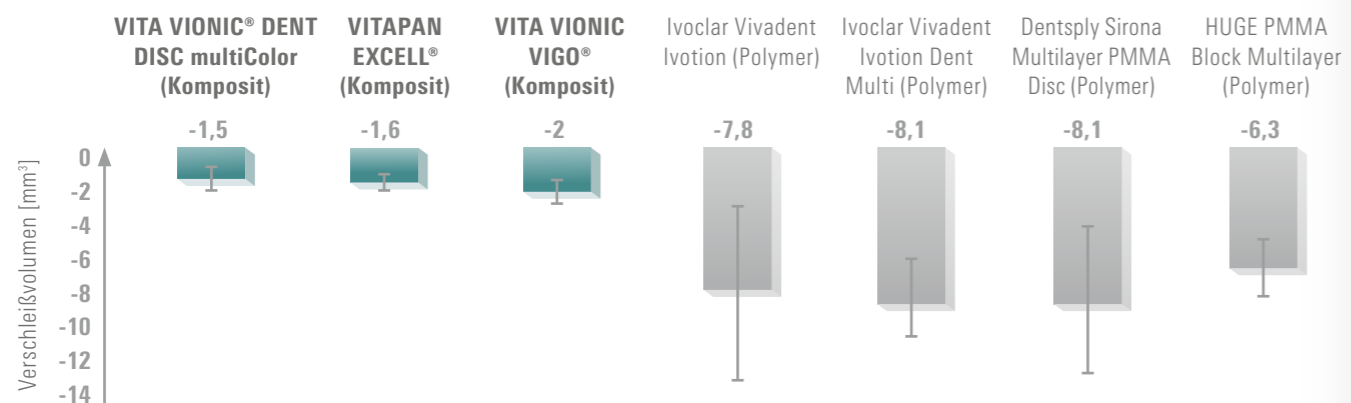 VITA VIONIC® DENT
DISC multiColor
(Komposit)
VITAPAN
EXCELL®
(Komposit)
VITA VIONIC
VIGO®
(Komposit)
Ivoclar Vivadent
Ivotion (Polymer)
Ivoclar Vivadent
Ivotion Dent
Multi (Polymer)
Dentsply Sirona
Multilayer PMMA
Disc (Polymer)
HUGE PMMA
Block Multilayer
(Polymer)
-1,5
-1,6
-2
-7,8
-8,1
-8,1
-6,3
Verschleißvolumen [mm³]
0
-2
-4
-6
-8
-10
-12
-14